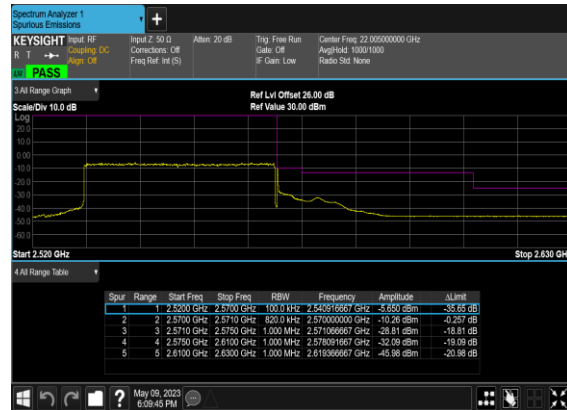 Spectrum Analyzer 1
Spurious Emissions
+
KEYSIGHT Input: RF Input Z: 50 Ω Atten: 20 dB Trig: Free Run Center Freq: 22.005000000 GHz
R T Coupling: DC Corrections: Off Gate: Off Avg|Hold: 1000/1000
Align: Off Freq Ref: Int (S) IF Gain: Low Radio Std: None
PASS
3 All Range Graph Ref Lvl Offset 26.00 dB
Scale/Div 10.0 dB Ref Value 30.00 dBm
Log
20.0
10.0
0.00
-10.0
-20.0
-30.0
-40.0
-50.0
-60.0
Start 2.520 GHz Stop 2.630 GH
4 All Range Table
Spur Range Start Freq Stop Freq RBW Frequency Amplitude ΔLimit
1 1 2.5200 GHz 2.5700 GHz 100.0 kHz 2.540916667 GHz -5.650 dBm -35.65 dB
2 2 2.5700 GHz 2.5710 GHz 820.0 kHz 2.570000000 GHz -10.26 dBm -0.257 dB
3 3 2.5710 GHz 2.5750 GHz 1.000 MHz 2.571066667 GHz -28.81 dBm -18.81 dB
4 4 2.5750 GHz 2.6100 GHz 1.000 MHz 2.578091667 GHz -32.09 dBm -19.09 dB
5 5 2.6100 GHz 2.6300 GHz 1.000 MHz 2.619366667 GHz -45.98 dBm -20.98 dB
? May 09, 2023
6:09:45 PM